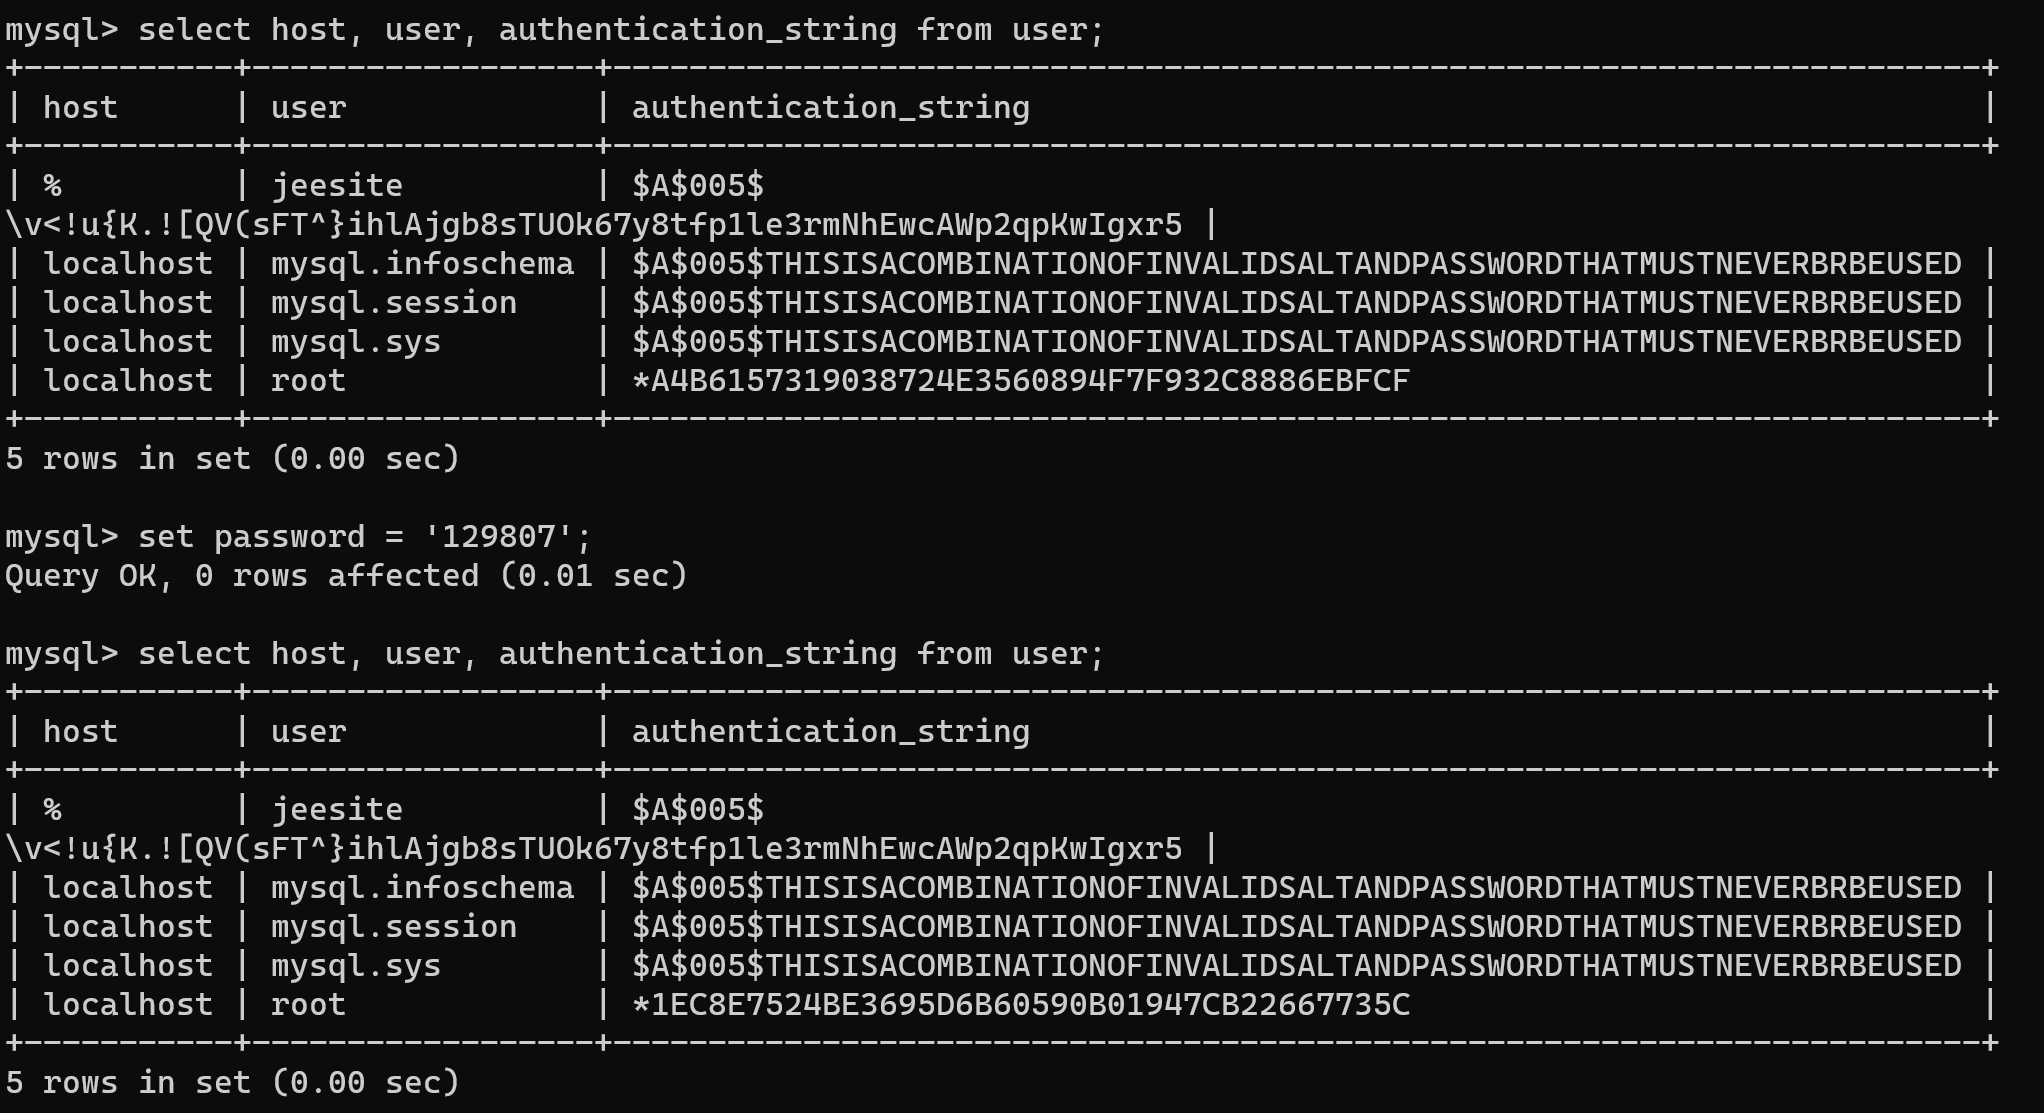 mysql> select host, user, authentication_string from user;
+-----------+------------------+------------------------------------------------------------------------+
| host      | user             | authentication_string                                                  |
+-----------+------------------+------------------------------------------------------------------------+
| %         | jeesite          | $A$005$
\v<!u{K.![QV(sFT^}ihlAjgb8sTUOk67y8tfp1le3rmNhEwcAWp2qpKwIgxr5 |
| localhost | mysql.infoschema | $A$005$THISISACOMBINATIONOFINVALIDSALTANDPASSWORDTHATMUSTNEVERBRBEUSED |
| localhost | mysql.session    | $A$005$THISISACOMBINATIONOFINVALIDSALTANDPASSWORDTHATMUSTNEVERBRBEUSED |
| localhost | mysql.sys        | $A$005$THISISACOMBINATIONOFINVALIDSALTANDPASSWORDTHATMUSTNEVERBRBEUSED |
| localhost | root             | *A4B6157319038724E3560894F7F932C8886EBFCF                              |
+-----------+------------------+------------------------------------------------------------------------+
5 rows in set (0.00 sec)
mysql> set password = '129807';
Query OK, 0 rows affected (0.01 sec)
mysql> select host, user, authentication_string from user;
+-----------+------------------+------------------------------------------------------------------------+
| host      | user             | authentication_string                                                  |
+-----------+------------------+------------------------------------------------------------------------+
| %         | jeesite          | $A$005$
\v<!u{K.![QV(sFT^}ihlAjgb8sTUOk67y8tfp1le3rmNhEwcAWp2qpKwIgxr5 |
| localhost | mysql.infoschema | $A$005$THISISACOMBINATIONOFINVALIDSALTANDPASSWORDTHATMUSTNEVERBRBEUSED |
| localhost | mysql.session    | $A$005$THISISACOMBINATIONOFINVALIDSALTANDPASSWORDTHATMUSTNEVERBRBEUSED |
| localhost | mysql.sys        | $A$005$THISISACOMBINATIONOFINVALIDSALTANDPASSWORDTHATMUSTNEVERBRBEUSED |
| localhost | root             | *1EC8E7524BE3695D6B60590B01947CB22667735C                              |
+-----------+------------------+------------------------------------------------------------------------+
5 rows in set (0.00 sec)